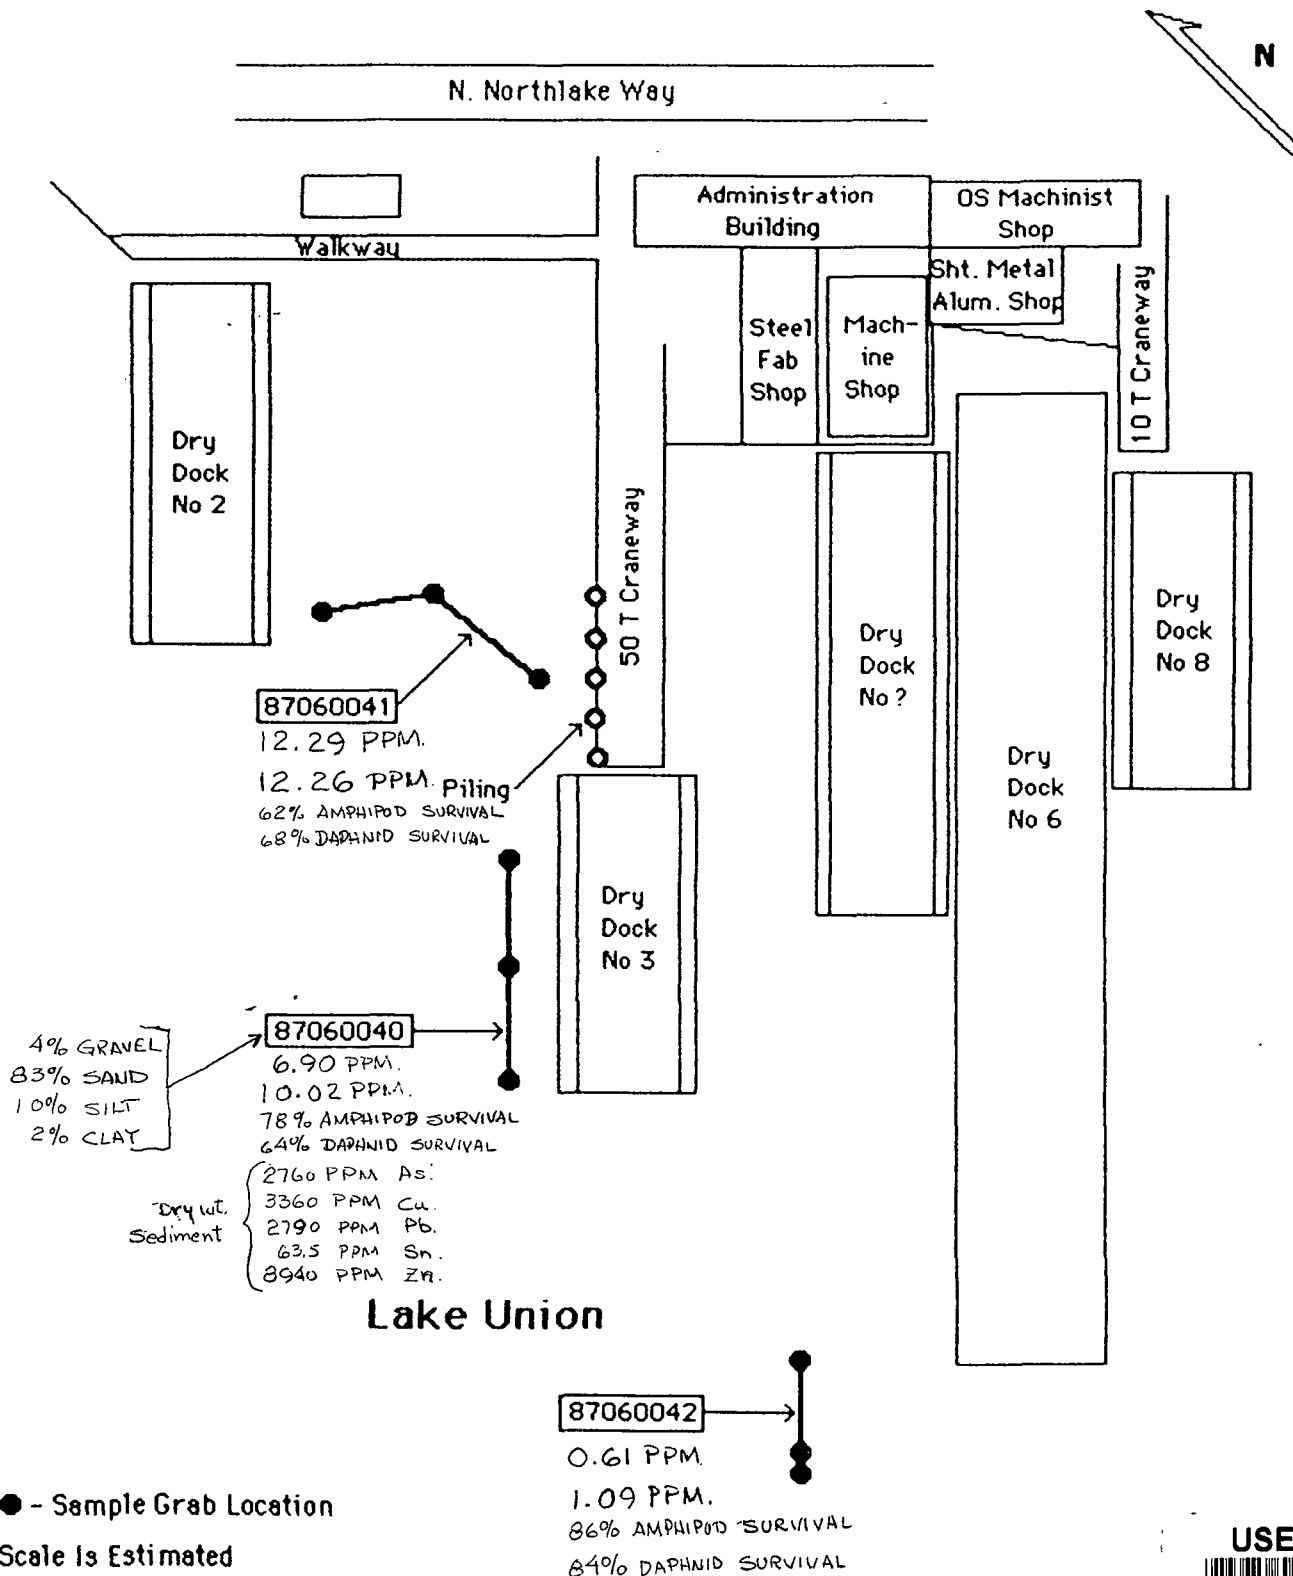 N
N. Northlake Way
Administration
Building
OS Machinist
Shop
Walkway
Sht. Metal
Alum. Shop
Steel
Fab
Shop
Mach-
ine
Shop
10 T Craneway
Dry
Dock
No 2
50 T Craneway
Dry
Dock
No ?
Dry
Dock
No 8
87060041
12.29 PPM.
12.26 PPM.
Piling
62% AMPHIPOD SURVIVAL
68% DAPHNID SURVIVAL
Dry
Dock
No 6
Dry
Dock
No 3
4% GRAVEL
83% SAND
10% SILT
2% CLAY
87060040
6.90 PPM.
10.02 PPM.
78% AMPHIPOD SURVIVAL
64% DAPHNID SURVIVAL
Dry wt.
Sediment
2760 PPM As.
3360 PPM Cu.
2790 PPM Pb.
63.5 PPM Sn.
8940 PPM Zn.
Lake Union
87060042
0.61 PPM.
1.09 PPM.
86% AMPHIPOD SURVIVAL
84% DAPHNID SURVIVAL
- Sample Grab Location
Scale Is Estimated
USE